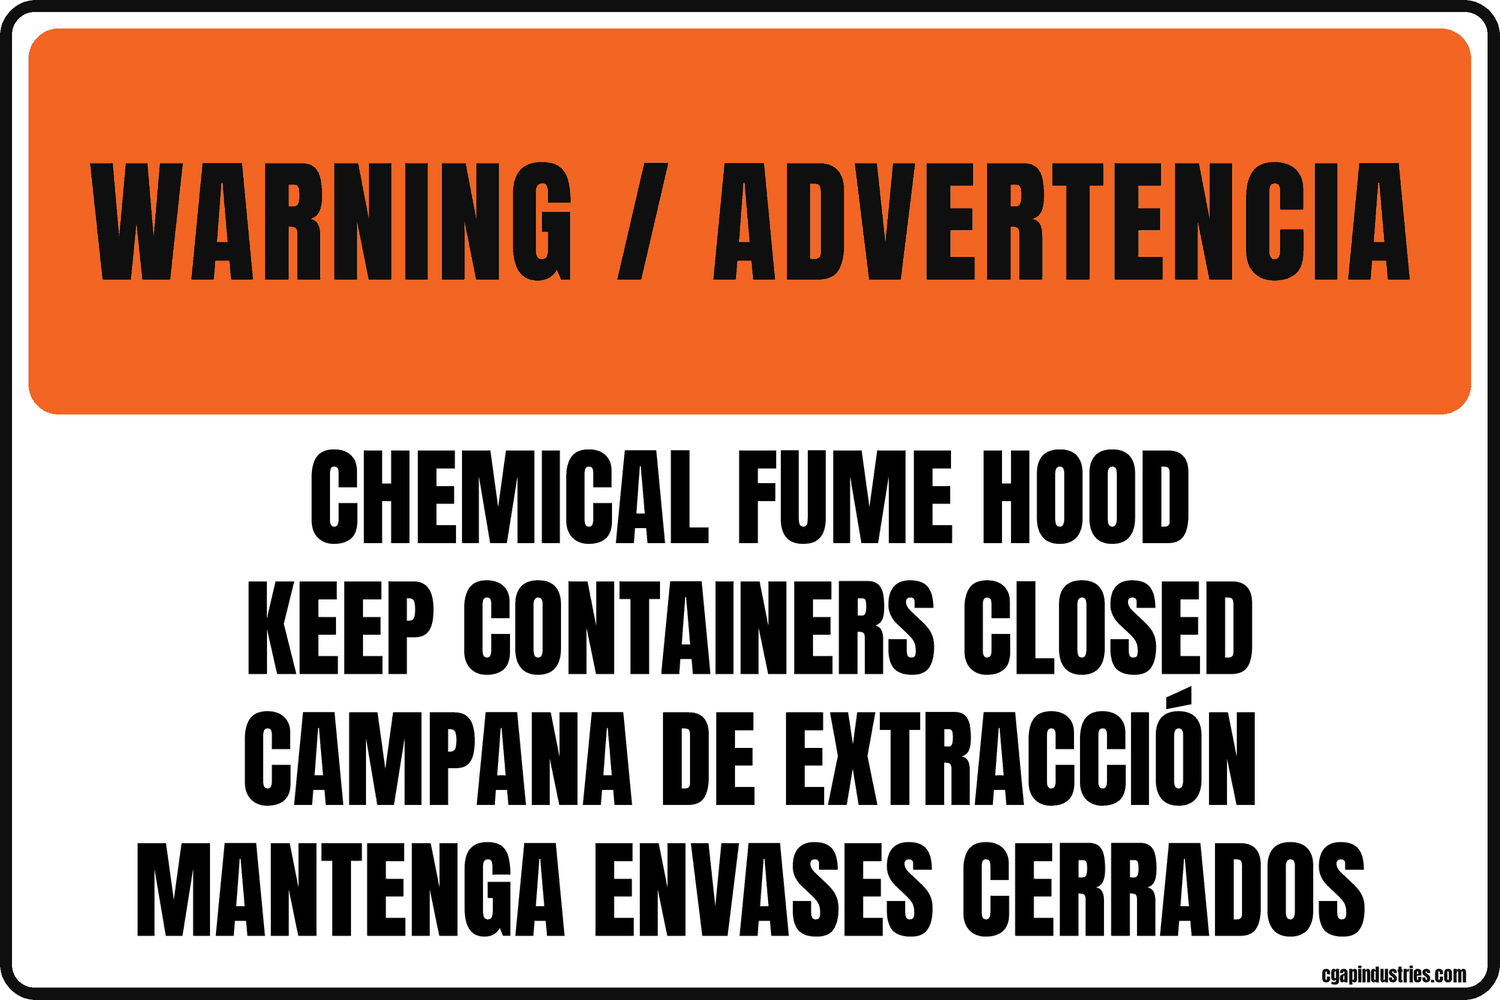 WARNING / ADVERTENCIA
CHEMICAL FUME HOOD
KEEP CONTAINERS CLOSED
CAMPANA DE EXTRACCIÓN
MANTENGA ENVASES CERRADOS
cgapindustries.com